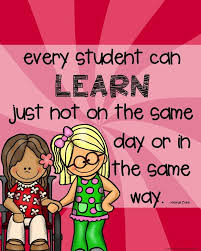 every student can
LEARN
just not on the same
day or in
the same
way.